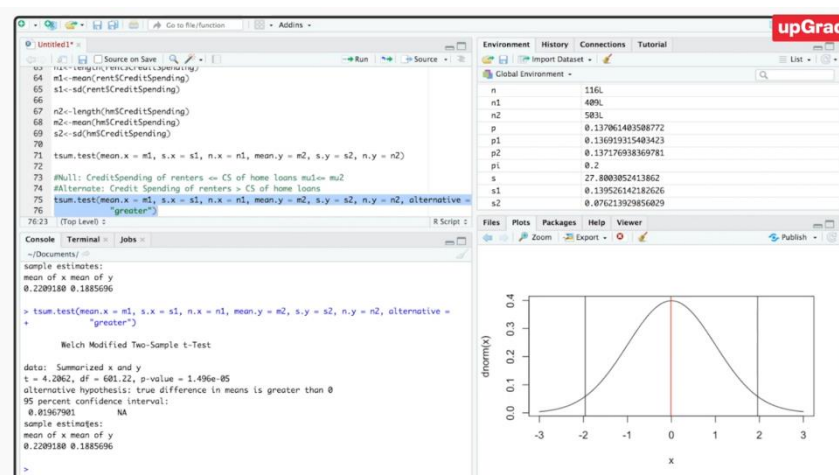 upGrad
Go to file/function
Addins
Untitled1*
Source on Save
Run
Source
63 n1<-length(rent$CreditSpending)
64 m1<-mean(rent$CreditSpending)
65 s1<-sd(rent$CreditSpending)
66
67 n2<-length(hm$CreditSpending)
68 m2<-mean(hm$CreditSpending)
69 s2<-sd(hm$CreditSpending)
70
71 tsum.test(mean.x = m1, s.x = s1, n.x = n1, mean.y = m2, s.y = s2, n.y = n2)
72
73 #Null: CreditSpending of renters <= CS of home loans mu1<= mu2
74 #Alternate: Credit Spending of renters > CS of home loans
75 tsum.test(mean.x = m1, s.x = s1, n.x = n1, mean.y = m2, s.y = s2, n.y = n2, alternative =
76 "greater")
76:23 (Top Level)
R Script
Console Terminal Jobs
~/Documents/
sample estimates:
mean of x mean of y
0.2209180 0.1885696
> tsum.test(mean.x = m1, s.x = s1, n.x = n1, mean.y = m2, s.y = s2, n.y = n2, alternative =
+ "greater")
Welch Modified Two-Sample t-Test
data: Summarized x and y
t = 4.2062, df = 601.22, p-value = 1.496e-05
alternative hypothesis: true difference in means is greater than 0
95 percent confidence interval:
0.01967901 NA
sample estimates:
mean of x mean of y
0.2209180 0.1885696
>
Environment History Connections Tutorial
Import Dataset
List
Global Environment
n 116L
n1 409L
n2 503L
p 0.137061403508772
p1 0.136919315403423
p2 0.137176938369781
pi 0.2
s 27.8003052413862
s1 0.139526142182626
s2 0.0762139298560­29
Files Plots Packages Help Viewer
Zoom Export Publish
dnorm(x)
0.4
0.3
0.2
0.1
0.0
-3 -2 -1 0 1 2 3
x